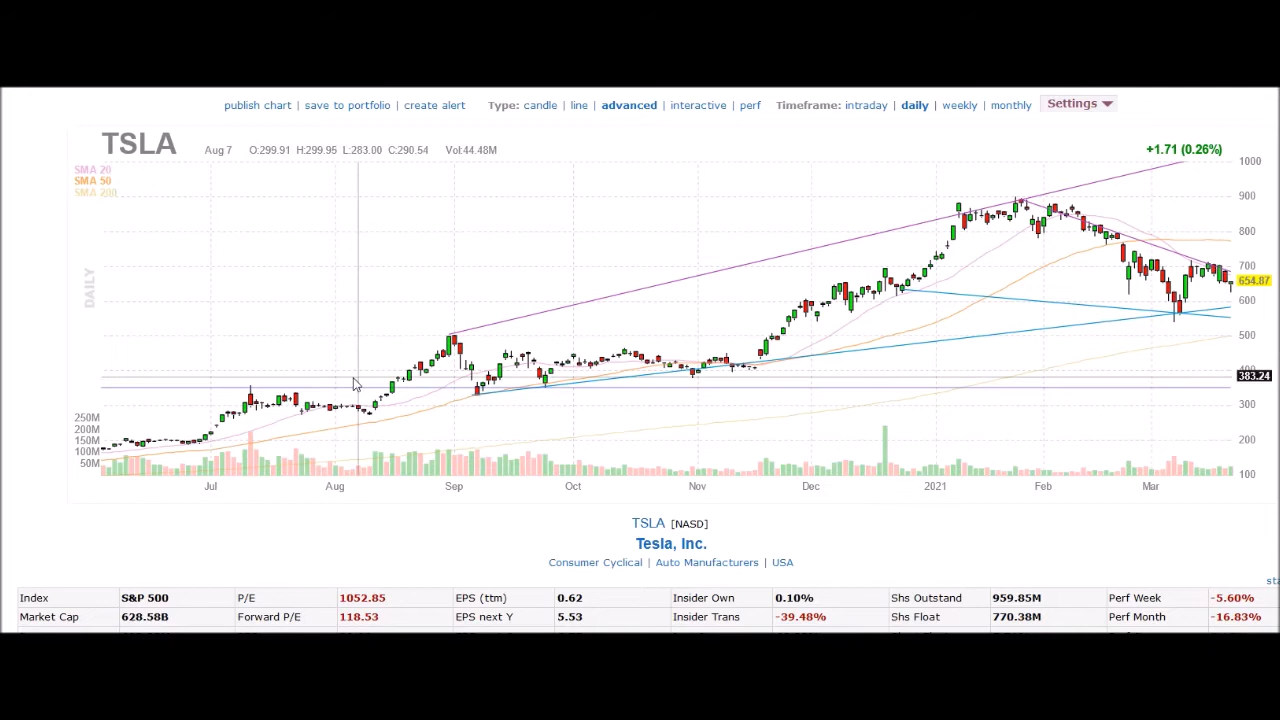 publish chart | save to portfolio | create alert Type: candle | line | advanced | interactive | perf Timeframe: intraday | daily | weekly | monthly Settings
TSLA Aug 7 O:299.91 H:299.95 L:283.00 C:290.54 Vol:44.48M +1.71 (0.26%)
SMA 20
SMA 50
SMA 200
DAILY
1000
900
800
700
654.87
600
500
400
383.24
300
200
100
250M
200M
150M
100M
50M
Jul Aug Sep Oct Nov Dec 2021 Feb Mar
TSLA [NASD]
Tesla, Inc.
Consumer Cyclical | Auto Manufacturers | USA
Index S&P 500 P/E 1052.85 EPS (ttm) 0.62 Insider Own 0.10% Shs Outstand 959.85M Perf Week -5.60%
Market Cap 628.58B Forward P/E 118.53 EPS next Y 5.53 Insider Trans -39.48% Shs Float 770.38M Perf Month -16.83%